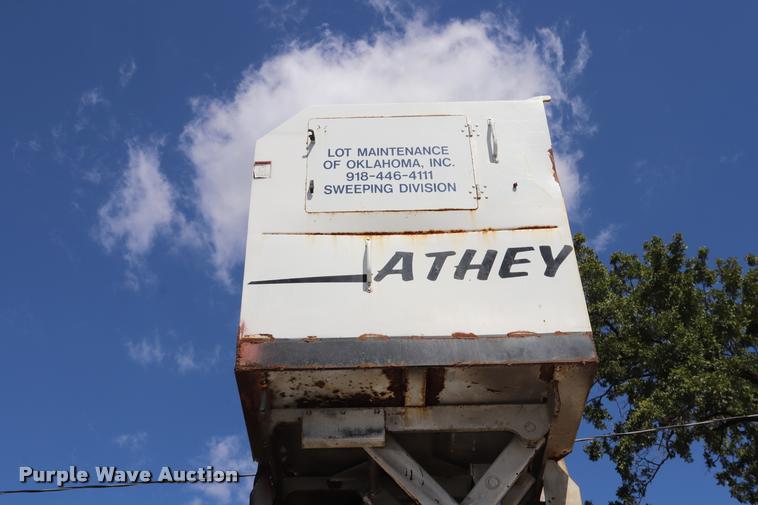 LOT MAINTENANCE
OF OKLAHOMA, INC.
918-446-4111
SWEEPING DIVISION
ATHEY
Purple Wave Auction